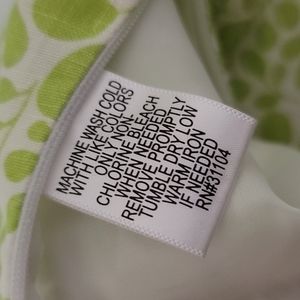 MACHINE WASH COLD
WITH LIKE COLORS
ONLY NON
CHLORINE BLEACH
WHEN NEEDED
REMOVE PROMPTLY
TUMBLE DRY LOW
WARM IRON
IF NEEDED
RN#81104